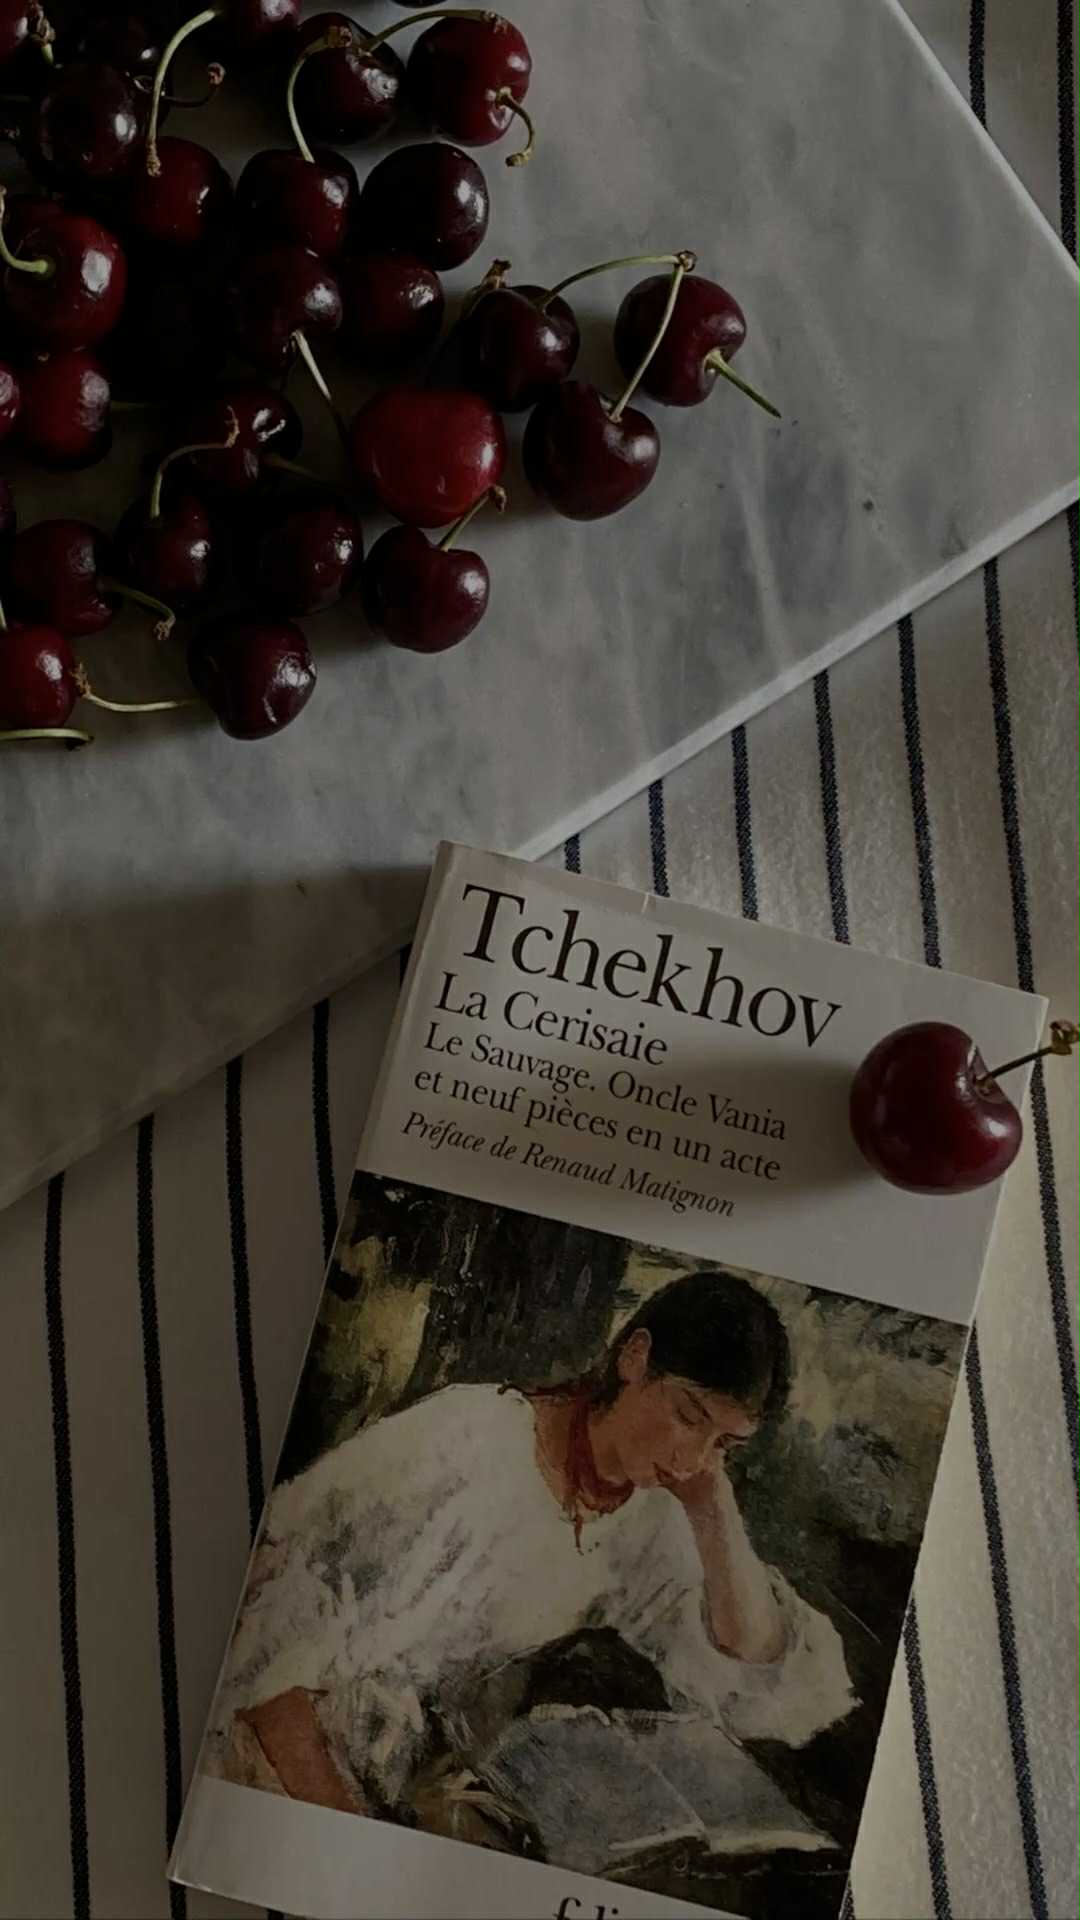 Tchekhov
La Cerisaie
Le Sauvage. Oncle Vania
et neuf pièces en un acte
Préface de Renaud Matignon